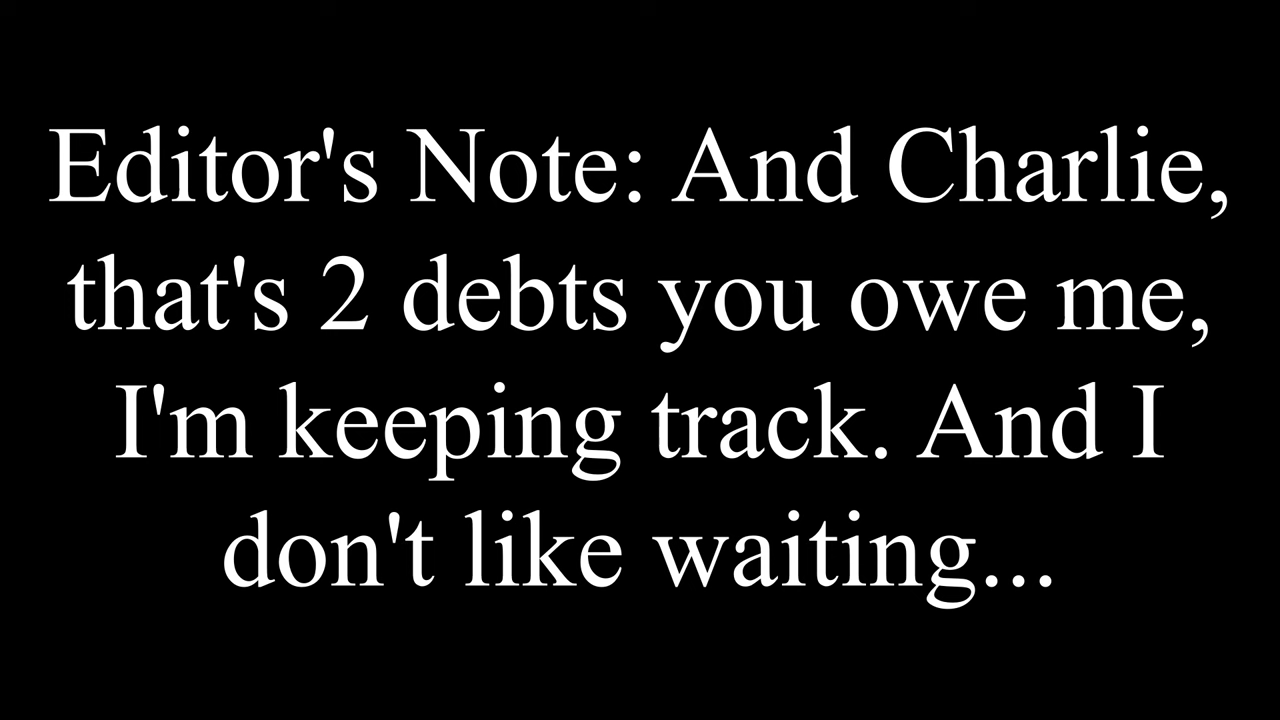 Editor's Note: And Charlie,
that's 2 debts you owe me,
I'm keeping track. And I
don't like waiting...